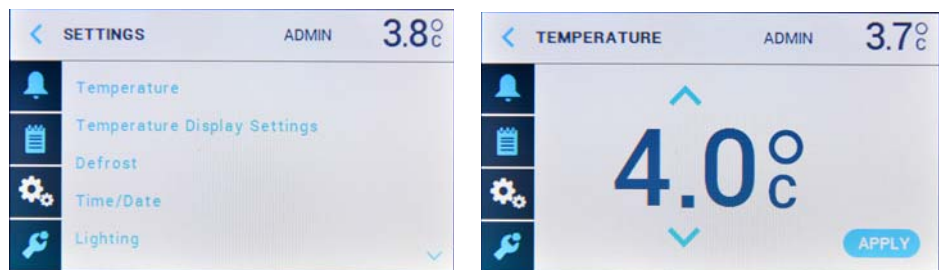 SETTINGS ADMIN 3.8°C
Temperature
Temperature Display Settings
Defrost
Time/Date
Lighting
TEMPERATURE ADMIN 3.7°C
4.0°C
APPLY